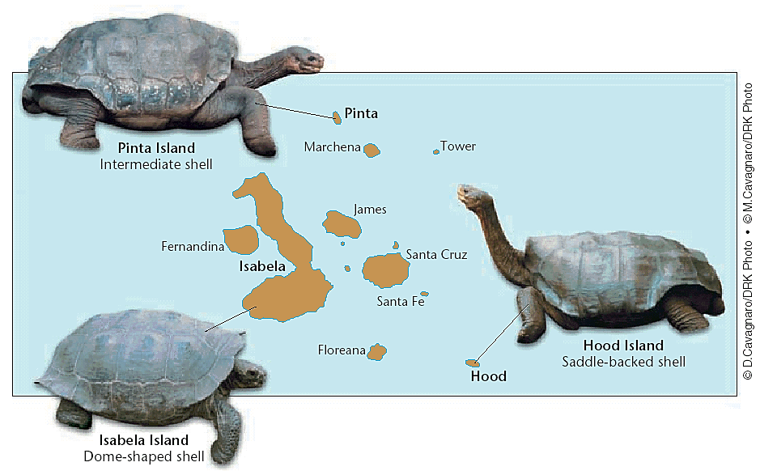 Pinta
Pinta Island
Intermediate shell
Marchena
Tower
James
Fernandina
Isabela
Santa Cruz
Santa Fe
Floreana
Hood
Hood Island
Saddle-backed shell
Isabela Island
Dome-shaped shell
© D.Cavagnaro/DRK Photo • © M.Cavagnaro/DRK Photo